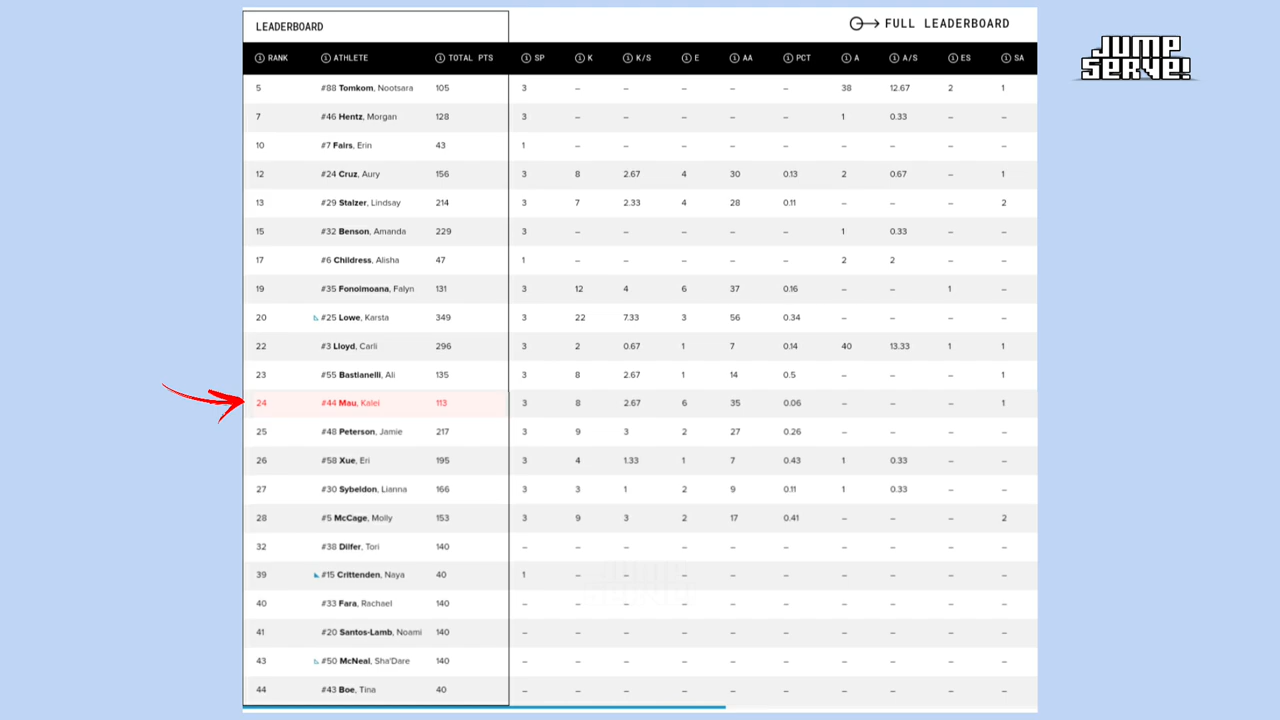 LEADERBOARD
FULL LEADERBOARD
JUMP
SERVE!
RANK ATHLETE TOTAL PTS SP K K/S E AA PCT A A/S ES SA
5 #88 Tomkom, Nootsara 105 3 – – – – – 38 12.67 2 1
7 #46 Hentz, Morgan 128 3 – – – – – 1 0.33 – –
10 #7 Fairs, Erin 43 1 – – – – – – – – –
12 #24 Cruz, Aury 156 3 8 2.67 4 30 0.13 2 0.67 – 1
13 #29 Stalzer, Lindsay 214 3 7 2.33 4 28 0.11 – – – 2
15 #32 Benson, Amanda 229 3 – – – – – 1 0.33 – –
17 #6 Childress, Alisha 47 1 – – – – – 2 2 – –
19 #35 Fonoimoana, Falyn 131 3 12 4 6 37 0.16 – – 1 –
20 #25 Lowe, Karsta 349 3 22 7.33 3 56 0.34 – – – –
22 #3 Lloyd, Carli 296 3 2 0.67 1 7 0.14 40 13.33 1 1
23 #55 Bastianelli, Ali 135 3 8 2.67 1 14 0.5 – – – 1
24 #44 Mau, Kalei 113 3 8 2.67 6 35 0.06 – – – 1
25 #48 Peterson, Jamie 217 3 9 3 2 27 0.26 – – – –
26 #58 Xue, Eri 195 3 4 1.33 1 7 0.43 1 0.33 – –
27 #30 Sybeldon, Lianna 166 3 3 1 2 9 0.11 1 0.33 – –
28 #5 McCage, Molly 153 3 9 3 2 17 0.41 – – – 2
32 #38 Dilfer, Tori 140 – – – – – – – – – –
39 #15 Crittenden, Naya 40 1 – – – – – – – – –
40 #33 Fara, Rachael 140 – – – – – – – – – –
41 #20 Santos-Lamb, Noami 140 – – – – – – – – – –
43 #50 McNeal, Sha'Dare 140 – – – – – – – – – –
44 #43 Boe, Tina 40 – – – – – – – – – –